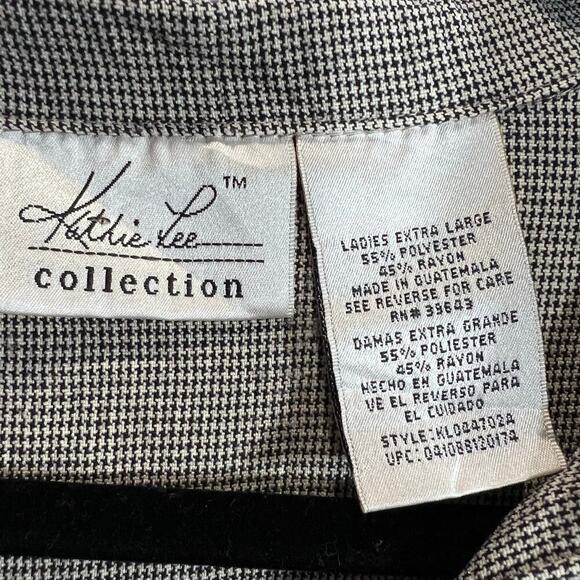 Kathie Lee™
collection
LADIES EXTRA LARGE
55% POLYESTER
45% RAYON
MADE IN GUATEMALA
SEE REVERSE FOR CARE
RN# 33643
DAMAS EXTRA GRANDE
55% POLIESTER
45% RAYON
HECHO EN GUATEMALA
VE EL REVERSO PARA
EL CUIDADO
STYLE:KL044702A
UPC: 041088120174